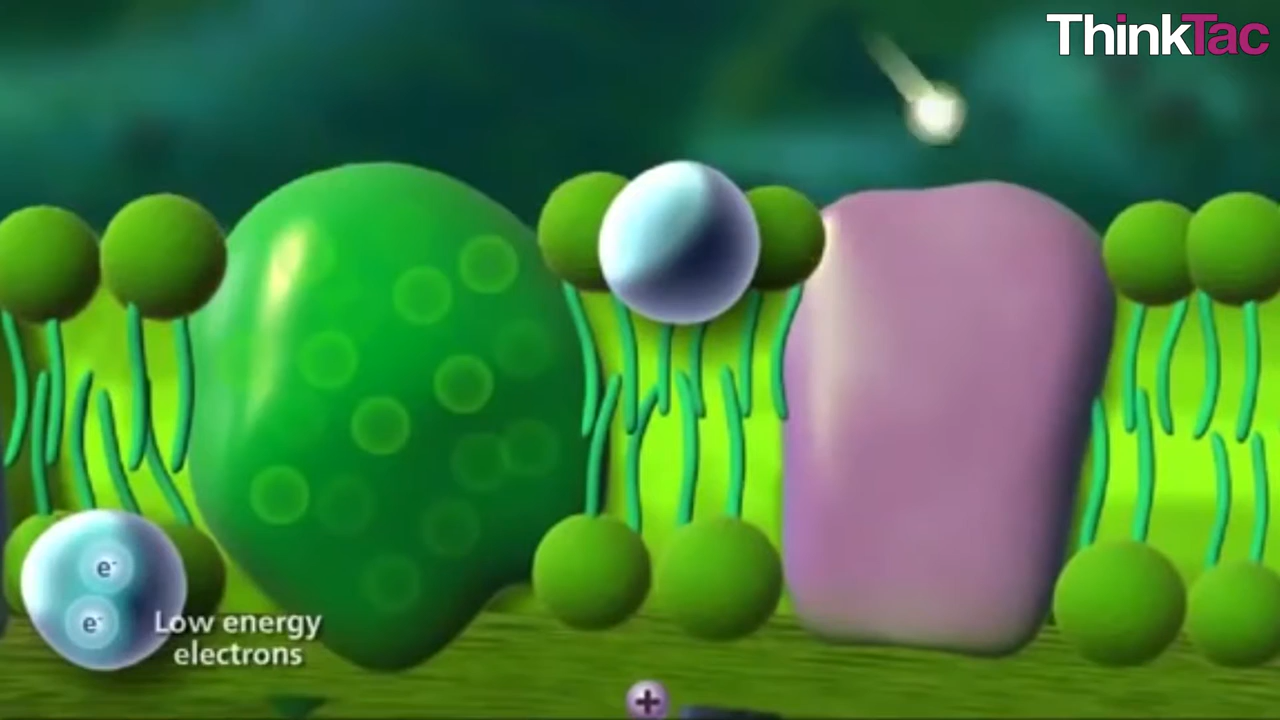 ThinkTac
e⁻
e⁻
Low energy
electrons
+